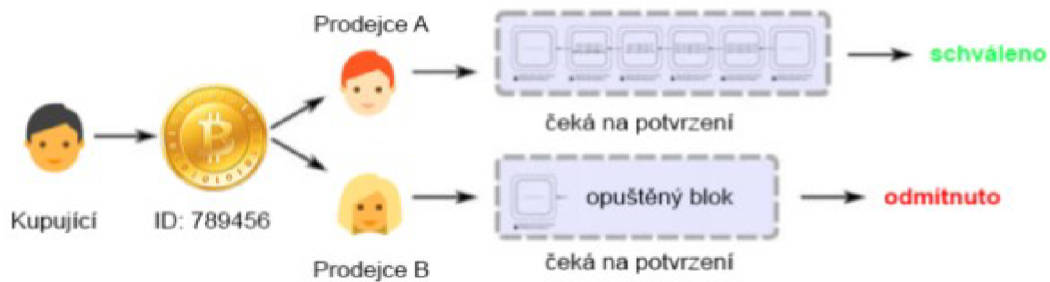 Prodejce A
schváleno
čeká na potvrzení
Kupující
ID: 789456
opuštěný blok
odmítnuto
Prodejce B
čeká na potvrzení